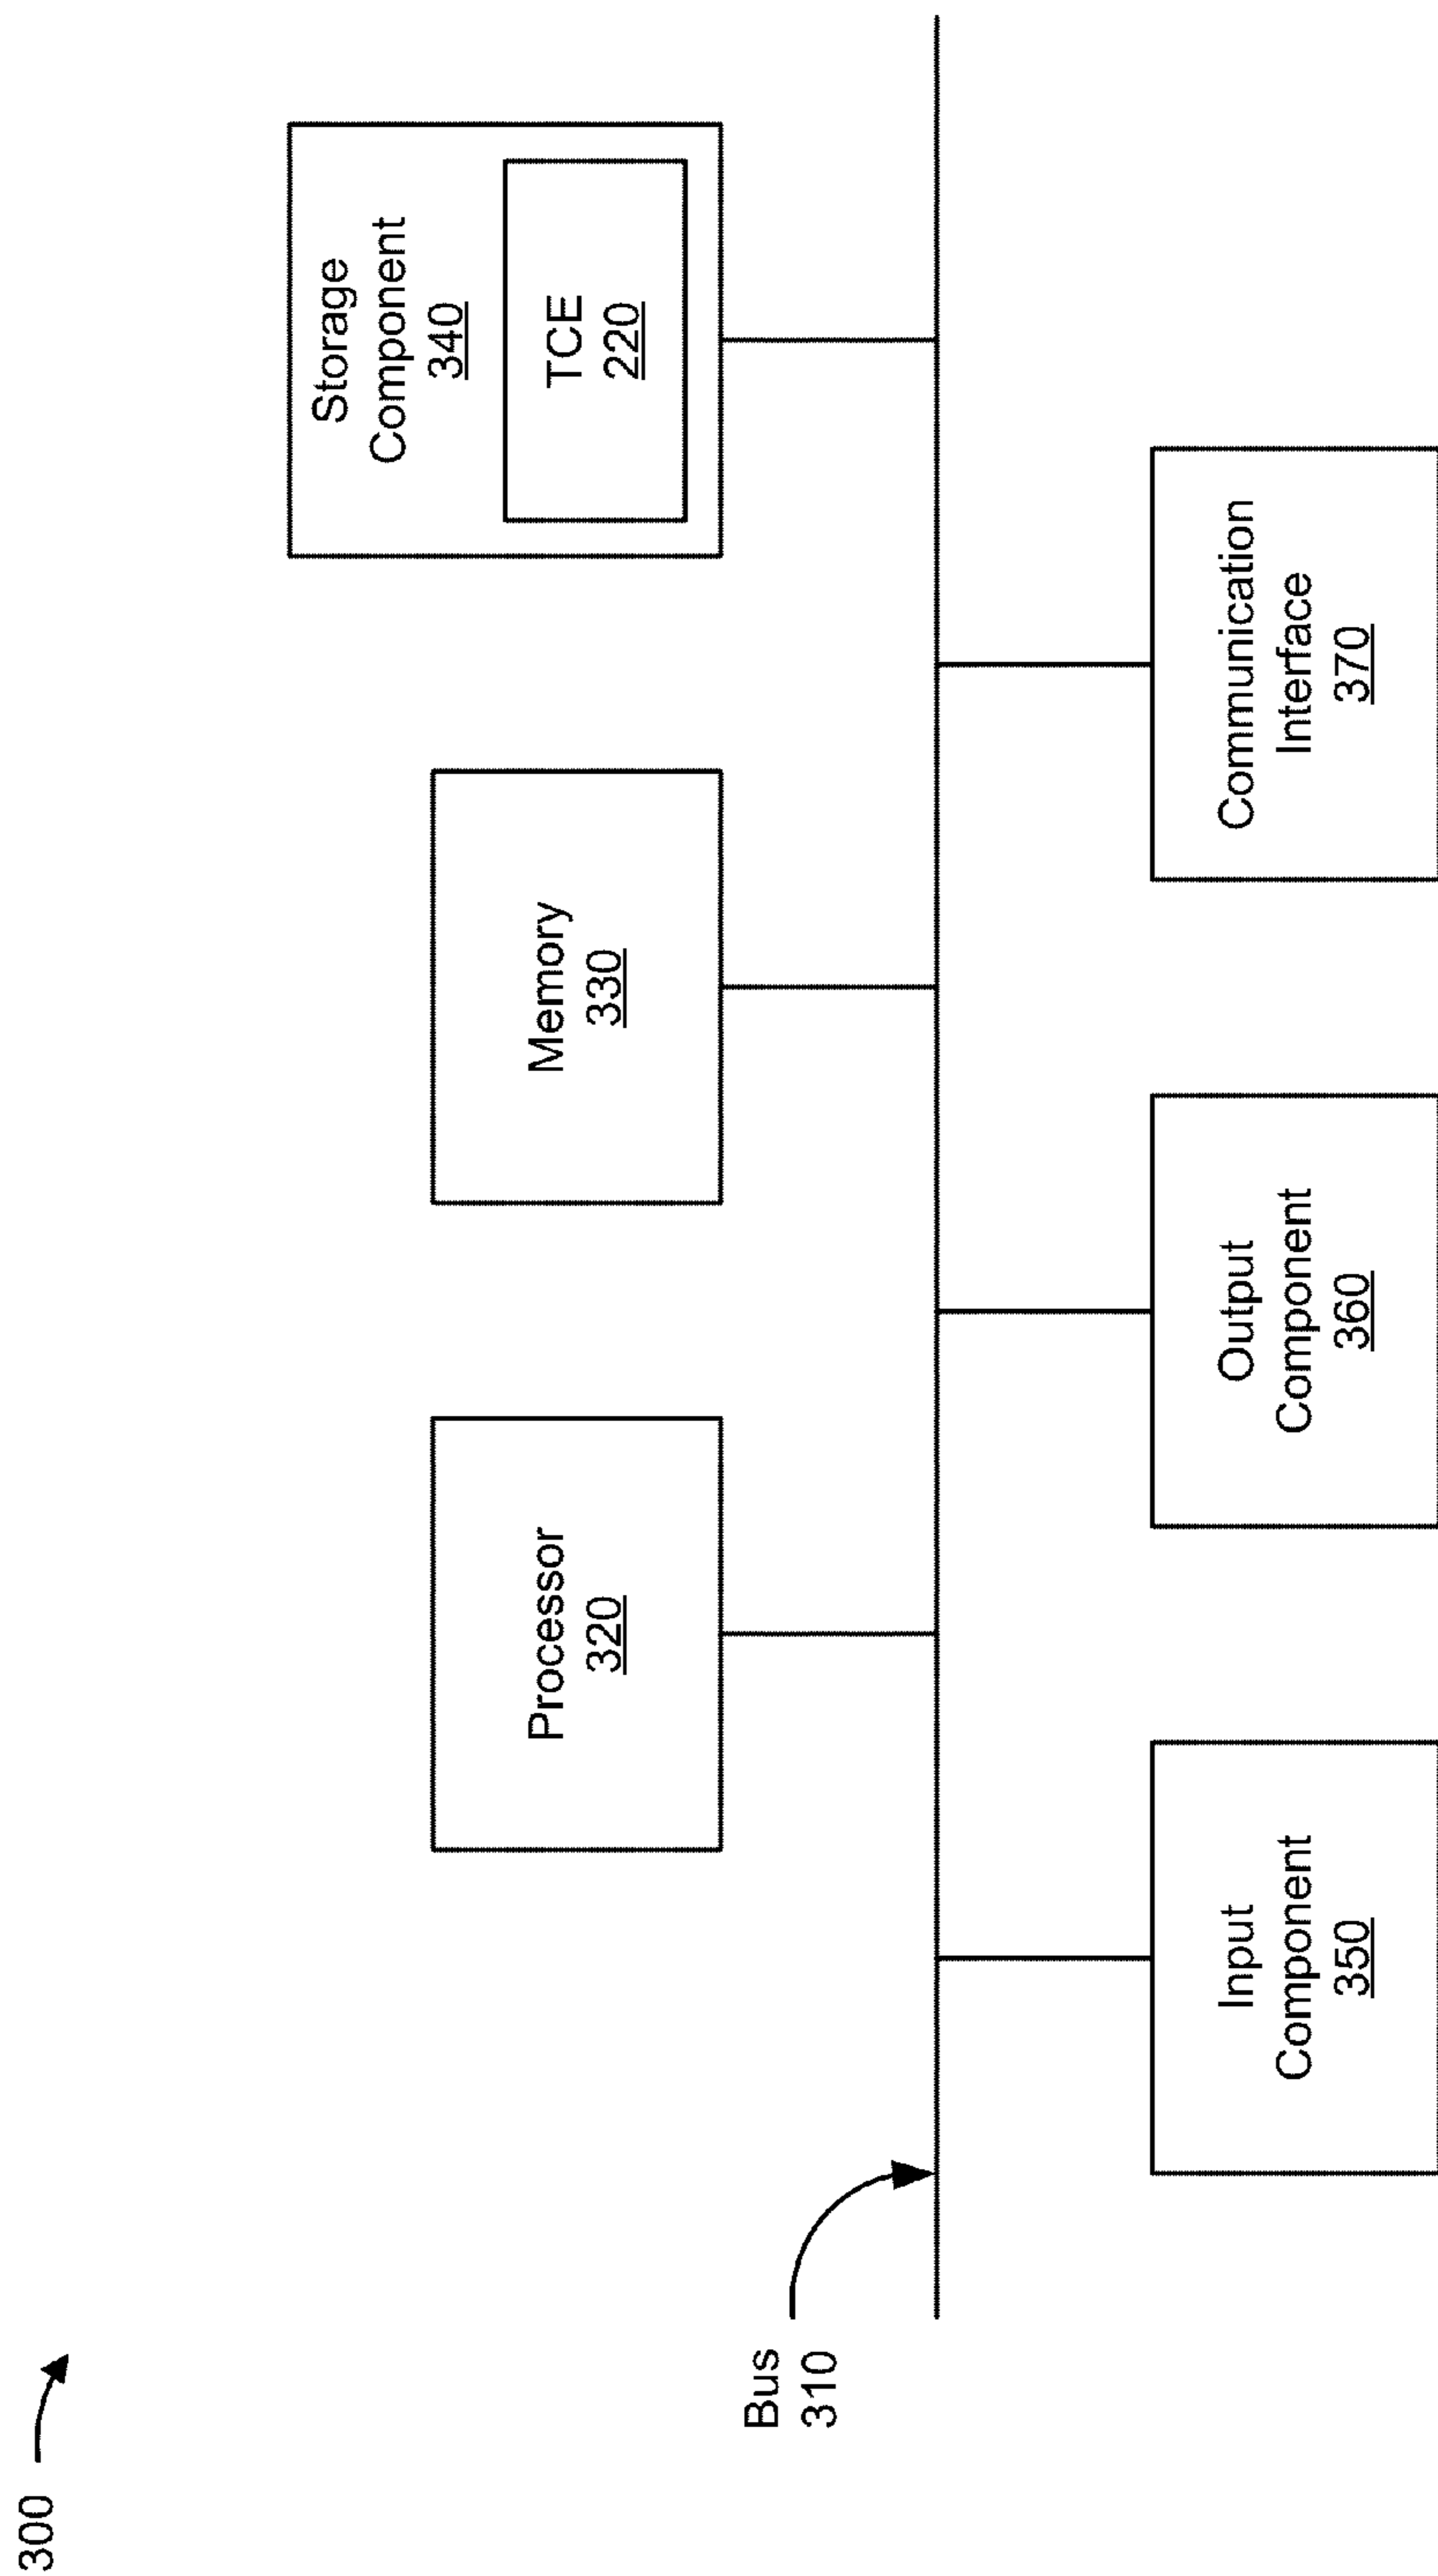 300
Processor
320
Memory
330
Storage
Component
340
TCE
220
Bus
310
Input
Component
350
Output
Component
360
Communication
Interface
370